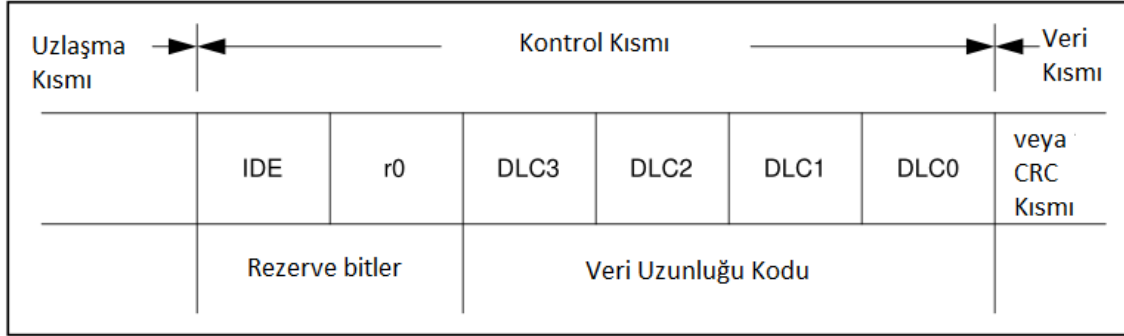 Uzlaşma
Kısmı
Kontrol Kısmı
Veri
Kısmı
IDE
r0
DLC3
DLC2
DLC1
DLC0
veya
CRC
Kısmı
Rezerve bitler
Veri Uzunluğu Kodu